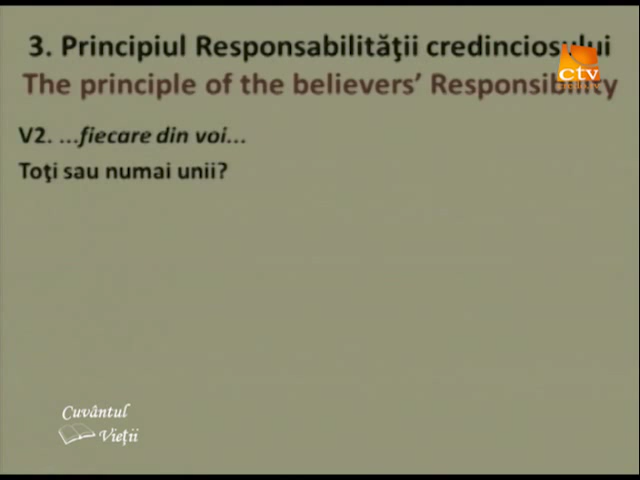 3. Principiul Responsabilităţii credinciosului
The principle of the believers' Responsibility
V2. ...fiecare din voi...
Toţi sau numai unii?
ctv
Cuvântul
Vieții